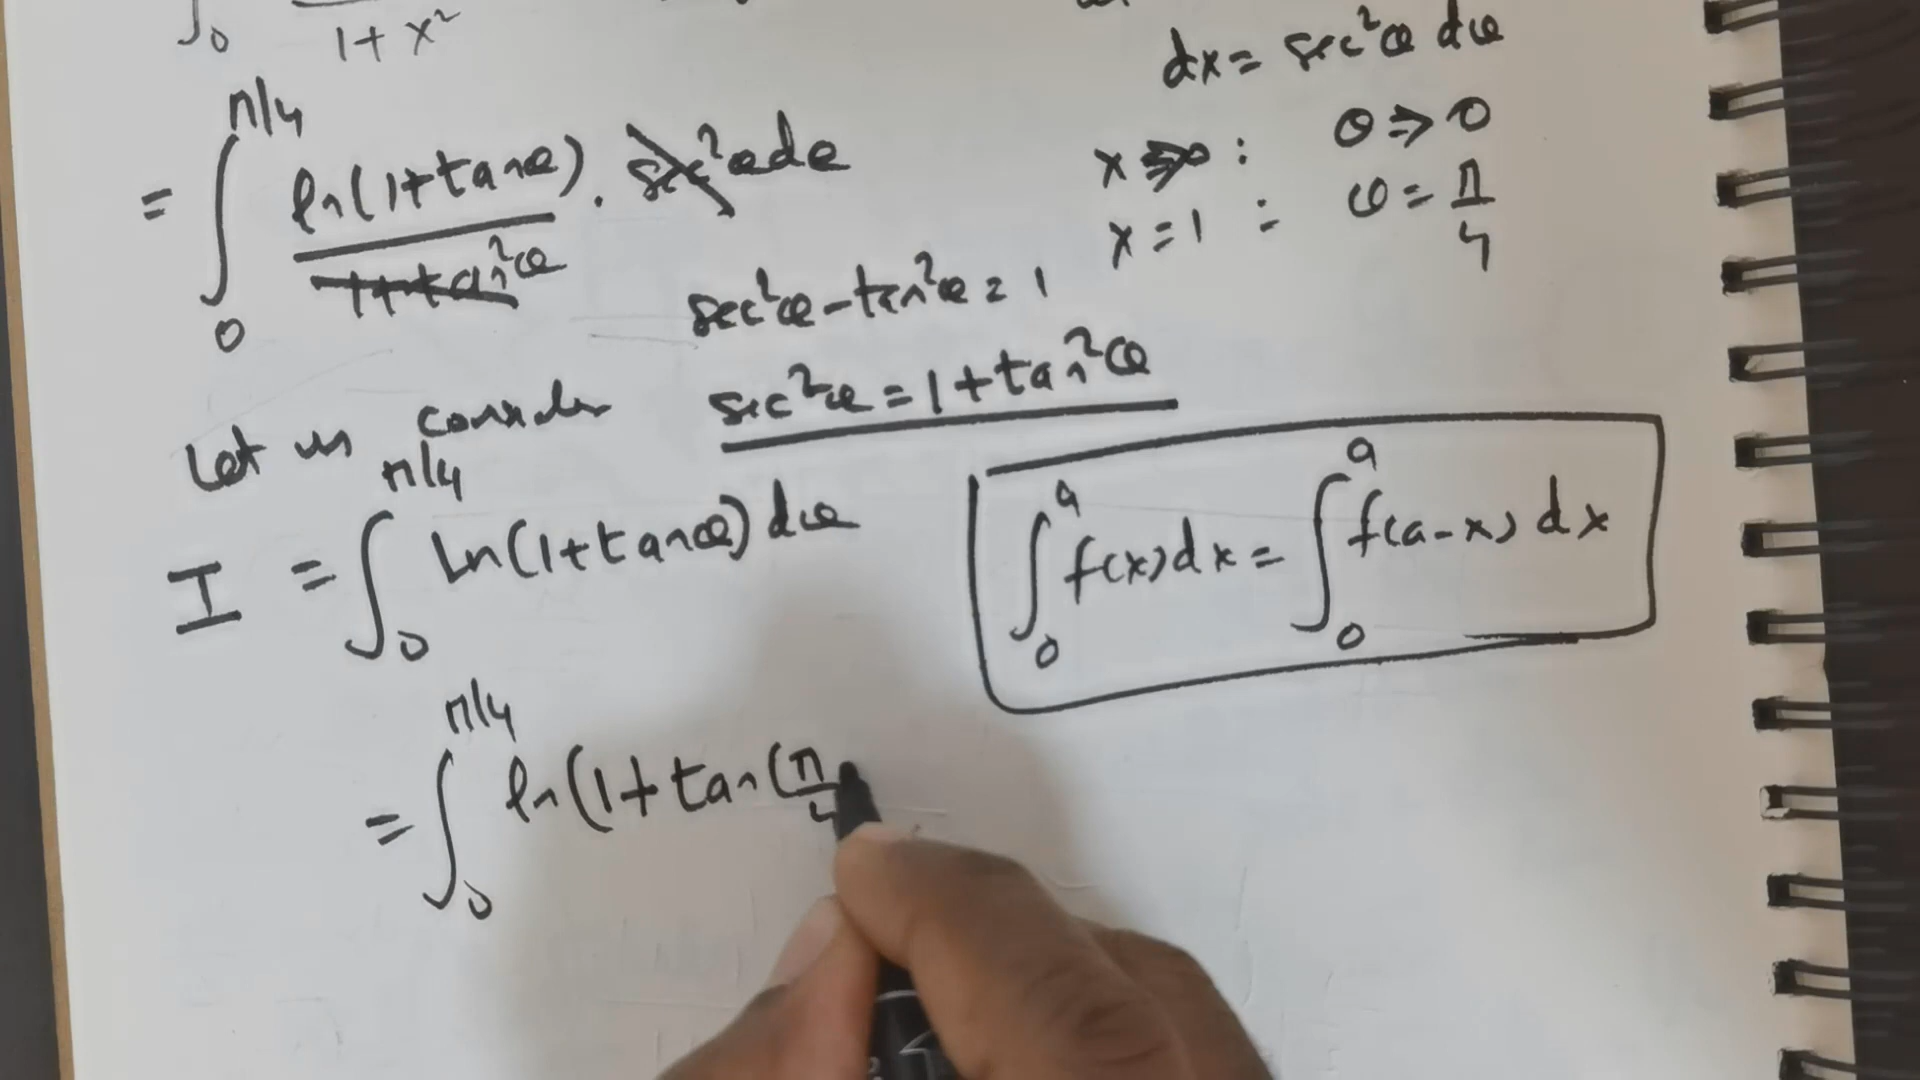 ∫₀ 1+x²
dx = sec²θ dθ
x⇒0 : θ⇒0
x=1 : θ = π/4
= ∫₀^{π/4} ln(1+tanθ)/1+tan²θ . sec²θdθ
sec²θ-tan²θ = 1
sec²θ = 1+tan²θ
Let us consider
I = ∫₀^{π/4} ln(1+tanθ)dθ
∫₀^a f(x)dx = ∫₀^a f(a-x) dx
= ∫₀^{π/4} ln(1+tan(π/4